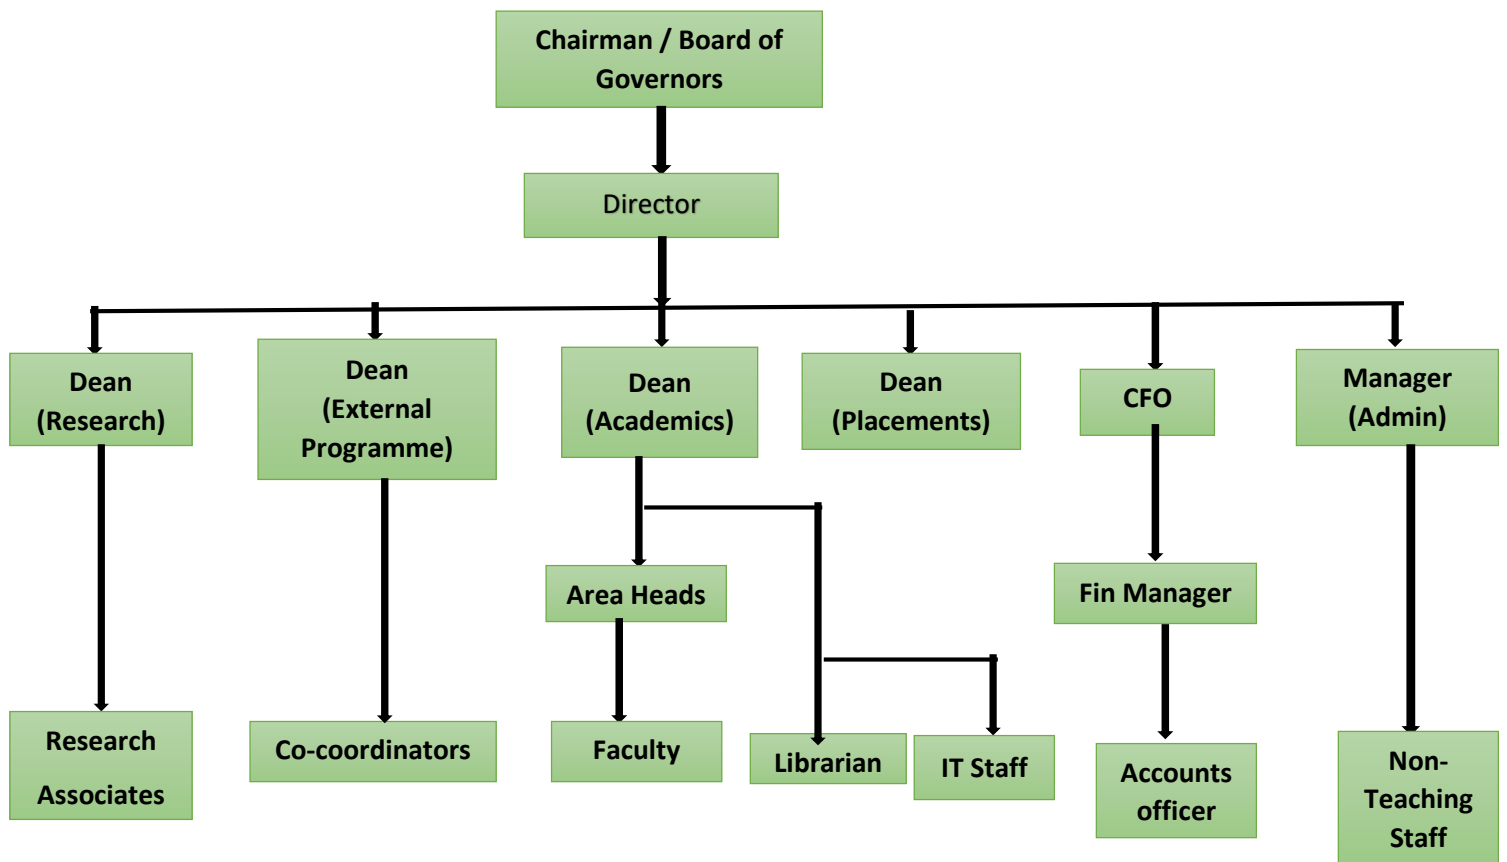 Chairman / Board of
Governors
Director
Dean
(Research)
Dean
(External
Programme)
Dean
(Academics)
Dean
(Placements)
CFO
Manager
(Admin)
Area Heads
Fin Manager
Research
Associates
Co-coordinators
Faculty
Librarian
IT Staff
Accounts
officer
Non-
Teaching
Staff